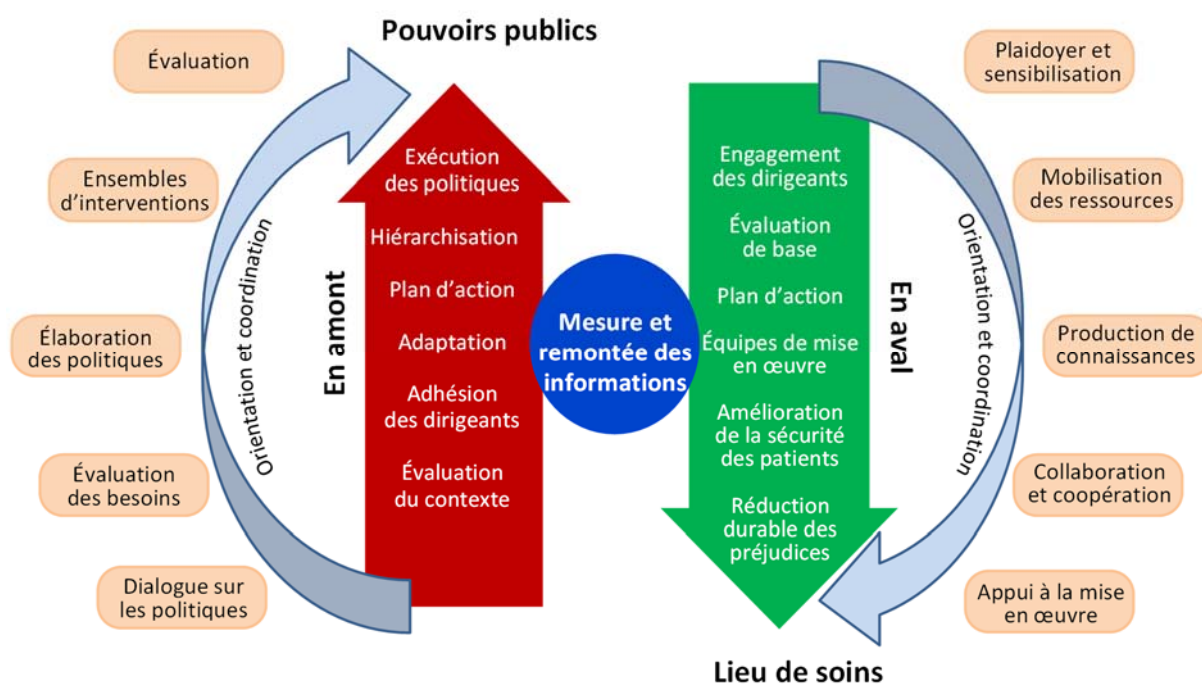 Pouvoirs publics
Évaluation
Ensembles
d’interventions
Élaboration
des politiques
Évaluation
des besoins
Dialogue sur
les politiques
Orientation et coordination
En amont
Exécution
des politiques
Hiérarchisation
Plan d’action
Adaptation
Adhésion
des dirigeants
Évaluation
du contexte
Mesure et
remontée des
informations
Engagement
des dirigeants
Évaluation
de base
Plan d’action
Équipes de mise
en œuvre
Amélioration
de la sécurité
des patients
Réduction
durable des
préjudices
En aval
Orientation et coordination
Plaidoyer et
sensibilisation
Mobilisation
des ressources
Production de
connaissances
Collaboration
et coopération
Appui à la mise
en œuvre
Lieu de soins